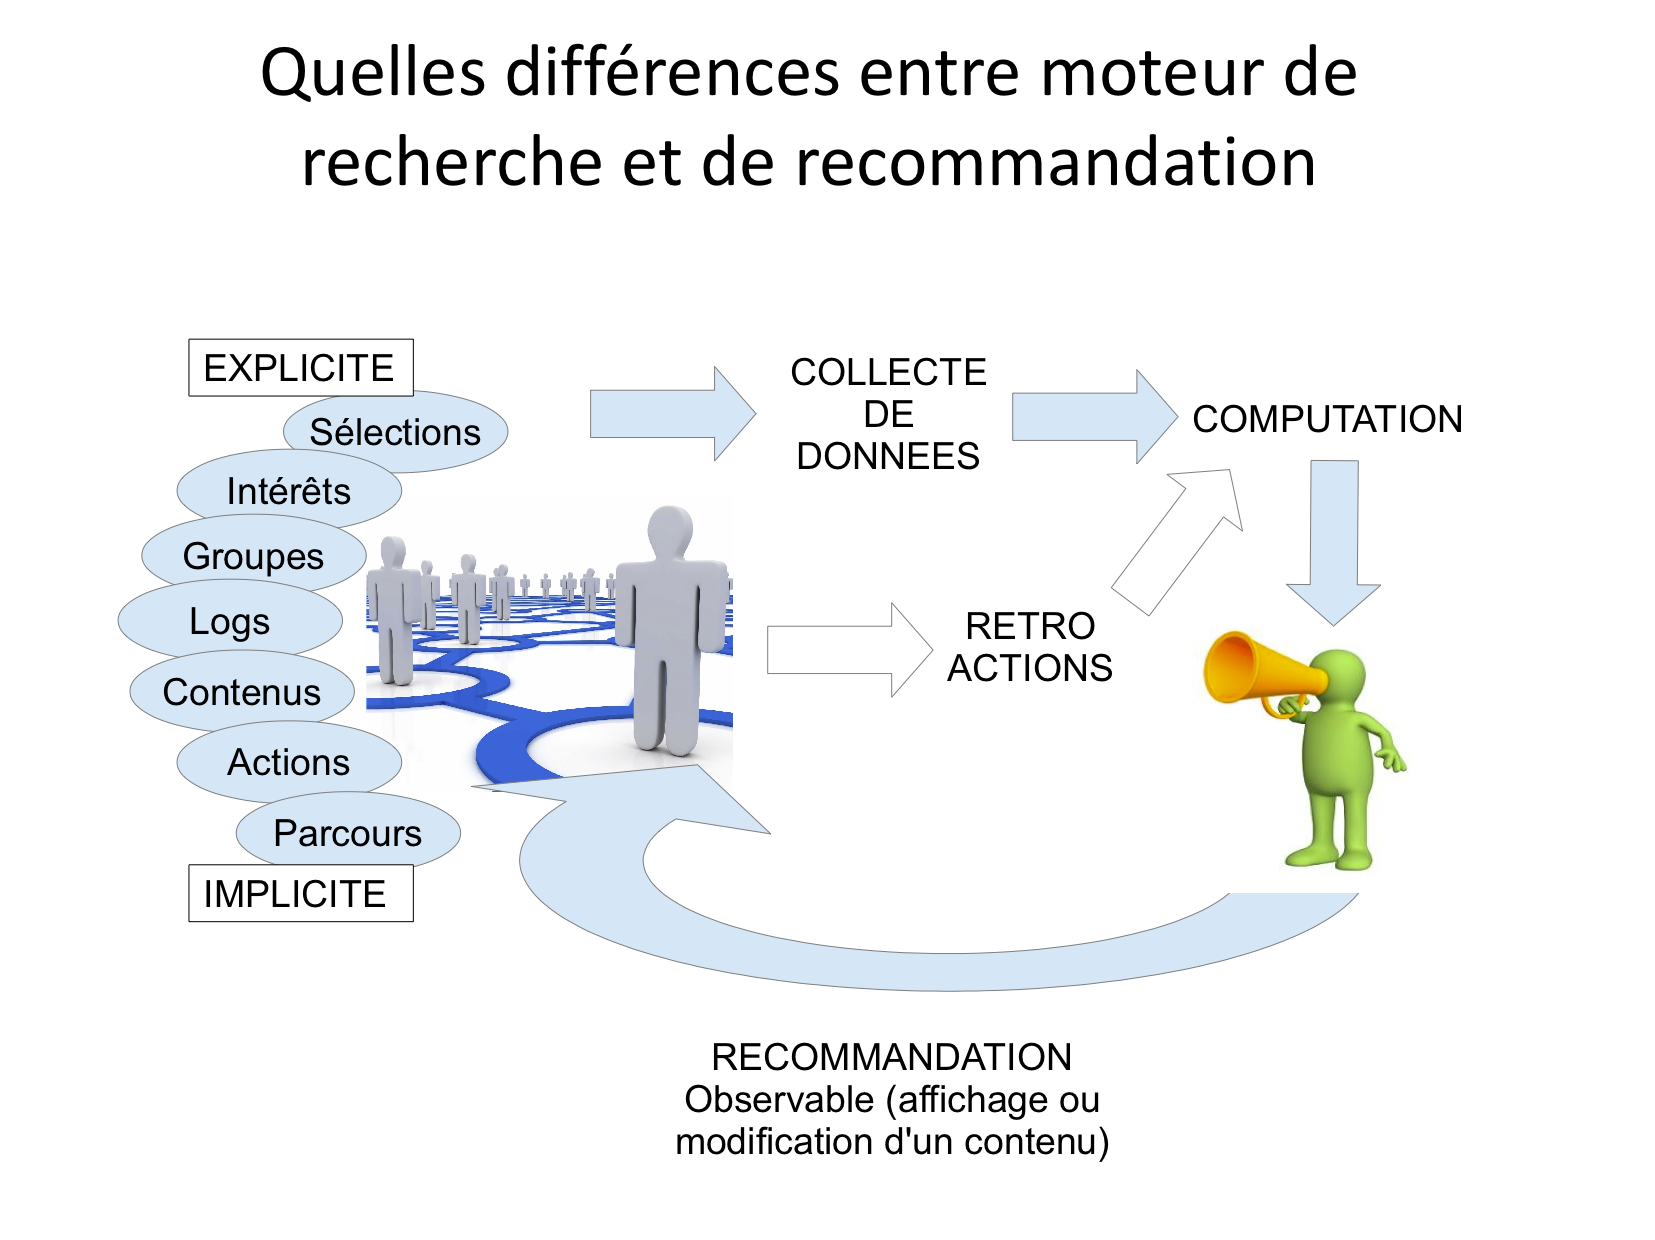 Quelles différences entre moteur de
recherche et de recommandation
EXPLICITE
Sélections
Intérêts
Groupes
Logs
Contenus
Actions
Parcours
IMPLICITE
COLLECTE
DE
DONNEES
COMPUTATION
RETRO
ACTIONS
RECOMMANDATION
Observable (affichage ou
modification d'un contenu)